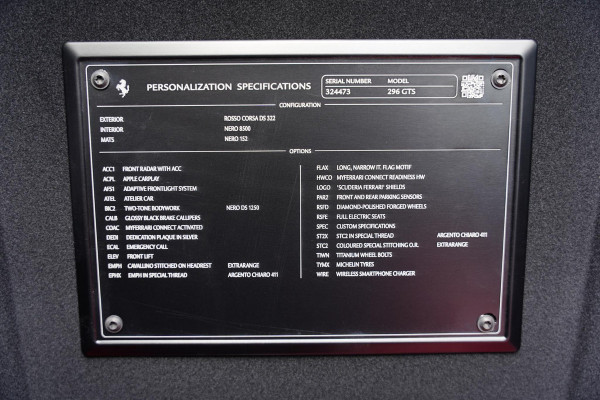 PERSONALIZATION SPECIFICATIONS
SERIAL NUMBER MODEL
324473 296 GTS
CONFIGURATION
EXTERIOR ROSSO CORSA DS 322
INTERIOR NERO 8500
MATS NERO 152
OPTIONS
ACC1 FRONT RADAR WITH ACC
ACPL APPLE CARPLAY
AFS1 ADAPTIVE FRONTLIGHT SYSTEM
ATEL ATELIER CAR
BIC2 TWO-TONE BODYWORK NERO DS 1250
CALB GLOSSY BLACK BRAKE CALLIPERS
COAC MYFERRARI CONNECT ACTIVATED
DEDI DEDICATION PLAQUE IN SILVER
ECAL EMERGENCY CALL
ELEV FRONT LIFT
EMPH CAVALLINO STITCHED ON HEADREST EXTRARANGE
EPHX EMPH IN SPECIAL THREAD ARGENTO CHIARO 411
FLAX LONG, NARROW IT. FLAG MOTIF
HWCO MYFERRARI CONNECT READINESS HW
LOGO 'SCUDERIA FERRARI' SHIELDS
PAR2 FRONT AND REAR PARKING SENSORS
RSFD DIAMOND-POLISHED FORGED WHEELS
RSFE FULL ELECTRIC SEATS
SPEC CUSTOM SPECIFICATIONS
ST2X STC2 IN SPECIAL THREAD ARGENTO CHIARO 411
STC2 COLOURED SPECIAL STITCHING O.R. EXTRARANGE
TIWN TITANIUM WHEEL BOLTS
TYMX MICHELIN TYRES
WIRE WIRELESS SMARTPHONE CHARGER